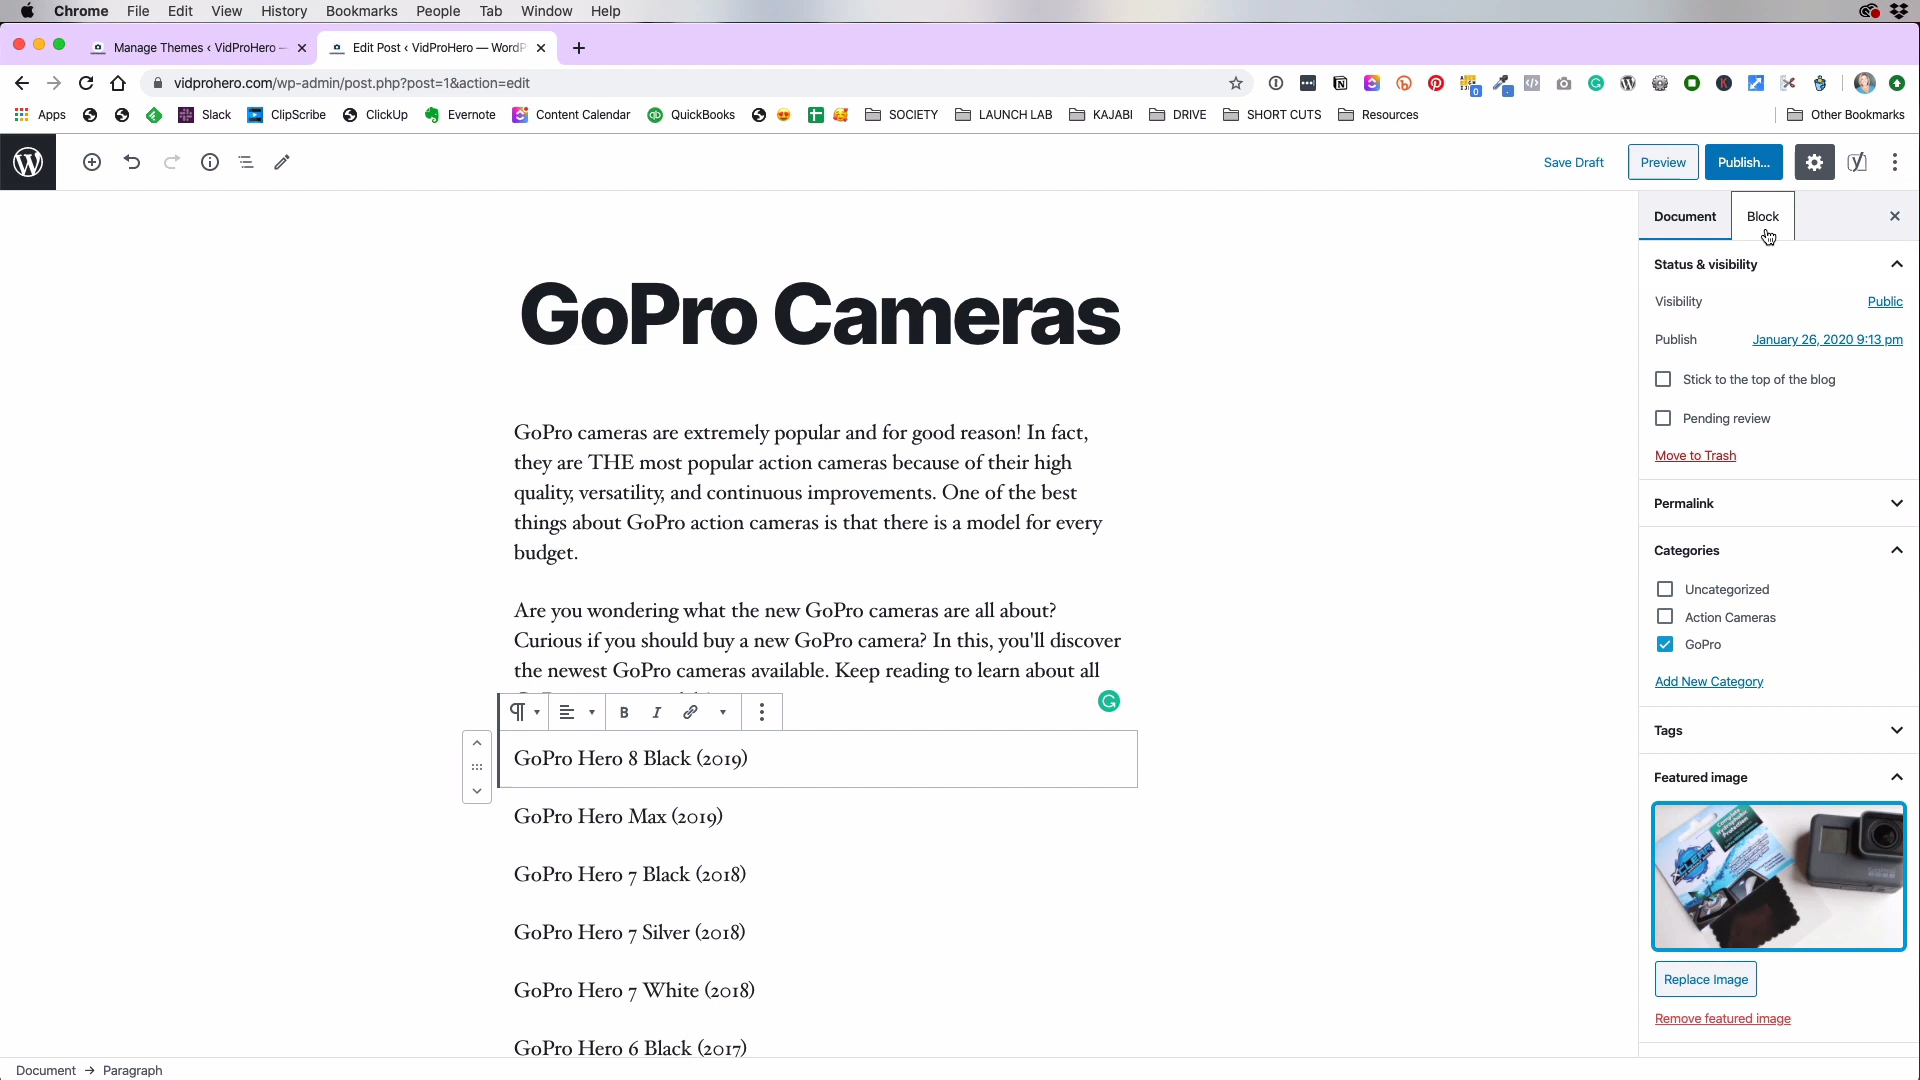 Chrome File Edit View History Bookmarks People Tab Window Help
Manage Themes ‹ VidProHero –
Edit Post ‹ VidProHero — WordP
vidprohero.com/wp-admin/post.php?post=1&action=edit
Apps Slack ClipScribe ClickUp Evernote Content Calendar QuickBooks SOCIETY LAUNCH LAB KAJABI DRIVE SHORT CUTS Resources Other Bookmarks
Save Draft Preview Publish...
Document Block
Status & visibility
Visibility Public
Publish January 26, 2020 9:13 pm
Stick to the top of the blog
Pending review
Move to Trash
Permalink
Categories
Uncategorized
Action Cameras
GoPro
Add New Category
Tags
Featured image
Replace Image
Remove featured image
GoPro Cameras
GoPro cameras are extremely popular and for good reason! In fact,
they are THE most popular action cameras because of their high
quality, versatility, and continuous improvements. One of the best
things about GoPro action cameras is that there is a model for every
budget.
Are you wondering what the new GoPro cameras are all about?
Curious if you should buy a new GoPro camera? In this, you'll discover
the newest GoPro cameras available. Keep reading to learn about all
B I
GoPro Hero 8 Black (2019)
GoPro Hero Max (2019)
GoPro Hero 7 Black (2018)
GoPro Hero 7 Silver (2018)
GoPro Hero 7 White (2018)
GoPro Hero 6 Black (2017)
Document → Paragraph